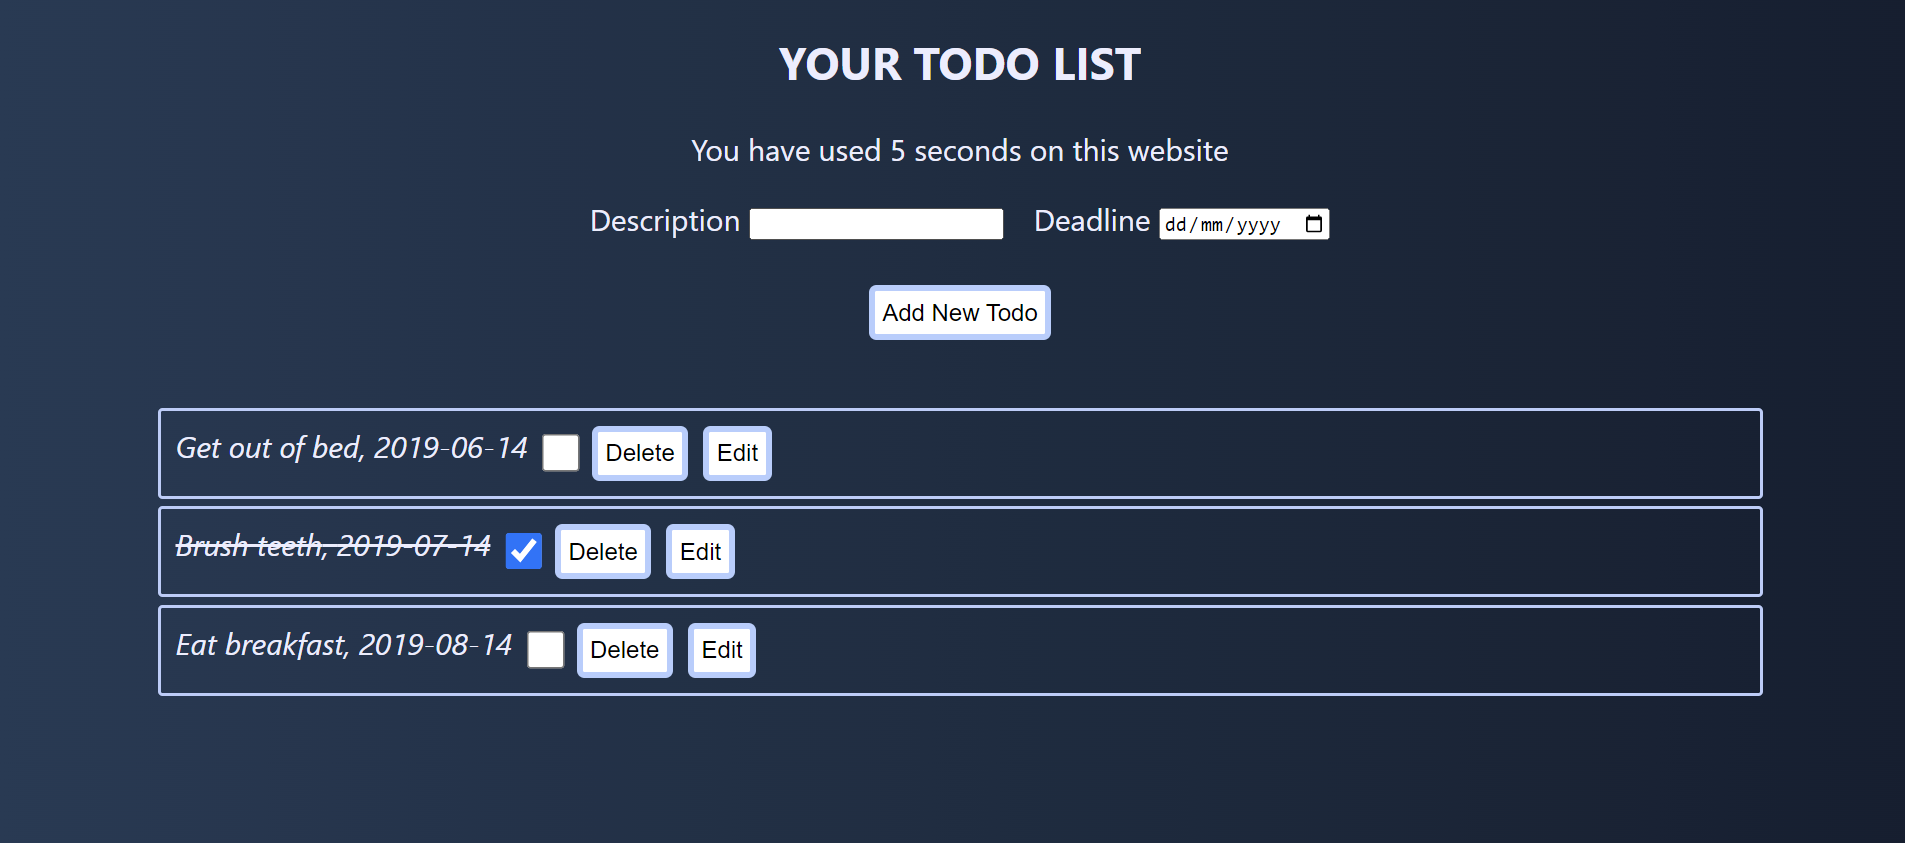 YOUR TODO LIST
You have used 5 seconds on this website
Description Deadline dd/mm/yyyy
Add New Todo
Get out of bed, 2019-06-14 Delete Edit
Brush teeth, 2019-07-14 Delete Edit
Eat breakfast, 2019-08-14 Delete Edit